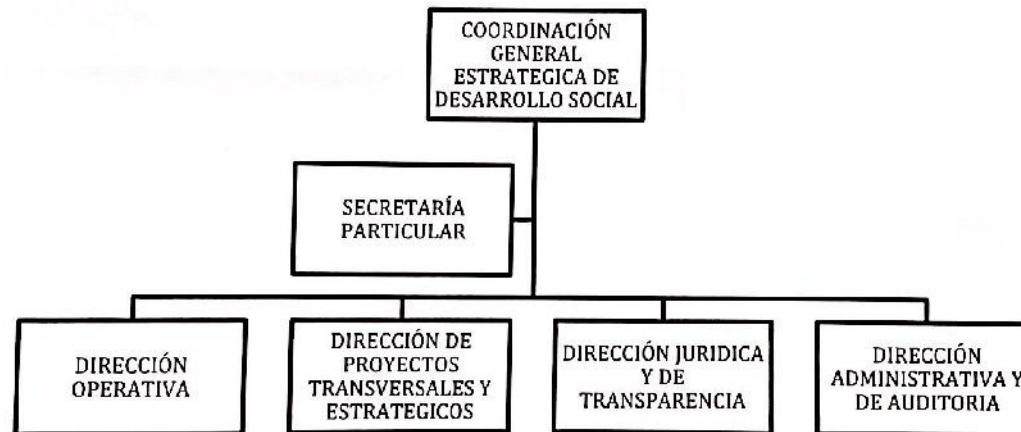 COORDINACIÓN
GENERAL
ESTRATEGICA DE
DESARROLLO SOCIAL
SECRETARÍA
PARTICULAR
DIRECCIÓN
OPERATIVA
DIRECCIÓN DE
PROYECTOS
TRANSVERSALES Y
ESTRATEGICOS
DIRECCIÓN JURIDICA
Y DE
TRANSPARENCIA
DIRECCIÓN
ADMINISTRATIVA Y
DE AUDITORIA